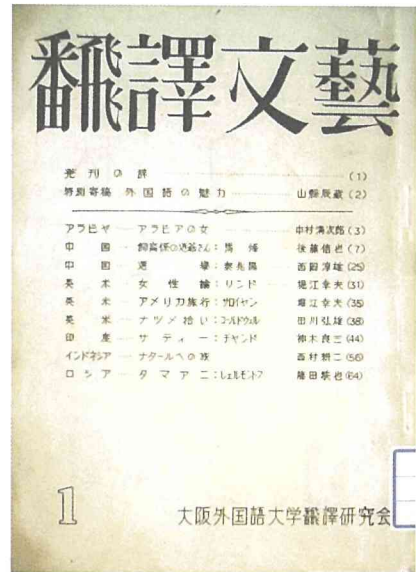 飜譯文藝
発刊の辞 (1)
特別寄稿 外国語の魅力 山縣辰蔵(2)
アラビヤ アラビアの女 中村満次郎(3)
中国 飼育係の爺さん:馬烽 後藤信也(7)
中国 選擧:秦兆陽 西田淳雄(25)
英米 女性論:リンド 堀江幸夫(31)
英米 アメリカ旅行:サロイヤン 堀江幸夫(35)
英米 ナツメ拾い:コールドウェル 田川弘雄(38)
印度 サティー:チャンド 神木良三(44)
インドネシア ナタールへの旅 西村朝二(56)
ロシア タマアニ:レェルモントフ 藤田 也(64)
1
大阪外国語大学飜譯研究会